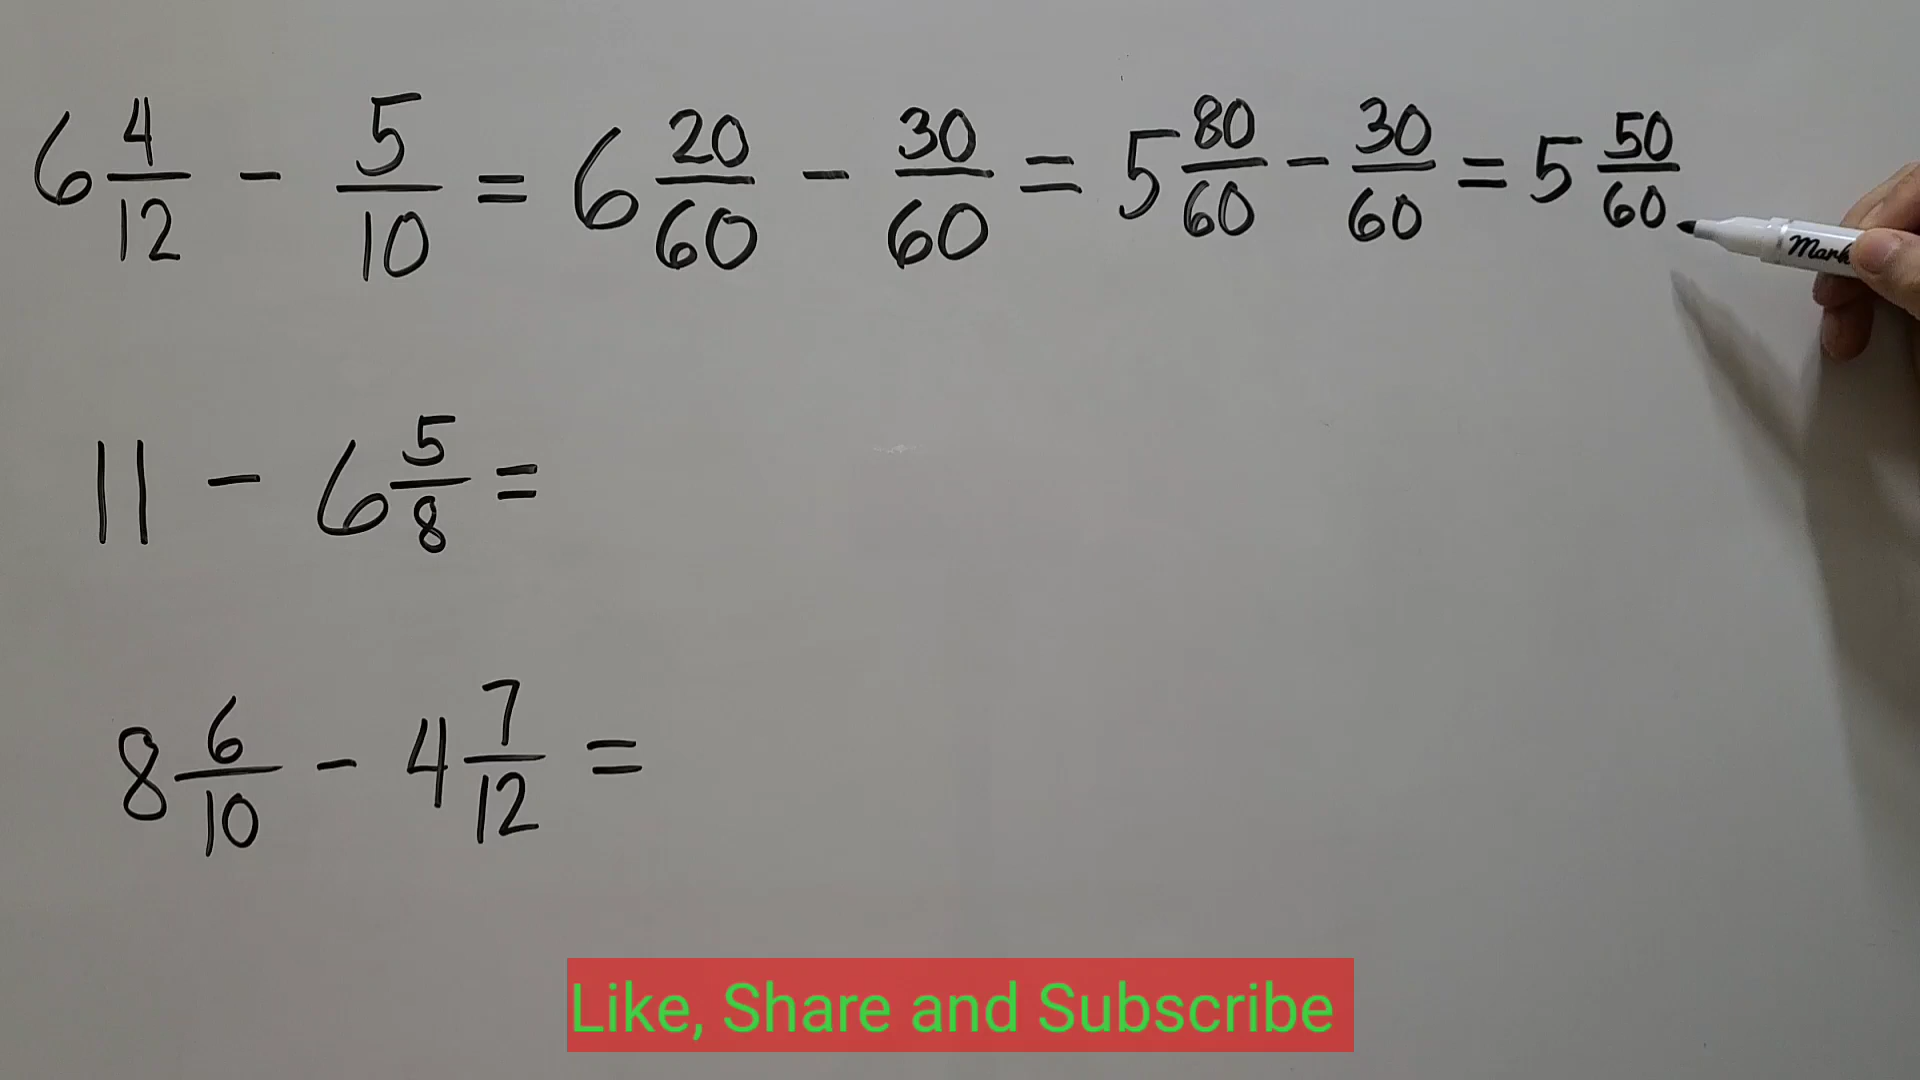 6 4/12 - 5/10 = 6 20/60 - 30/60 = 5 80/60 - 30/60 = 5 50/60
Mark
11 - 6 5/8 =
8 6/10 - 4 7/12 =
Like, Share and Subscribe